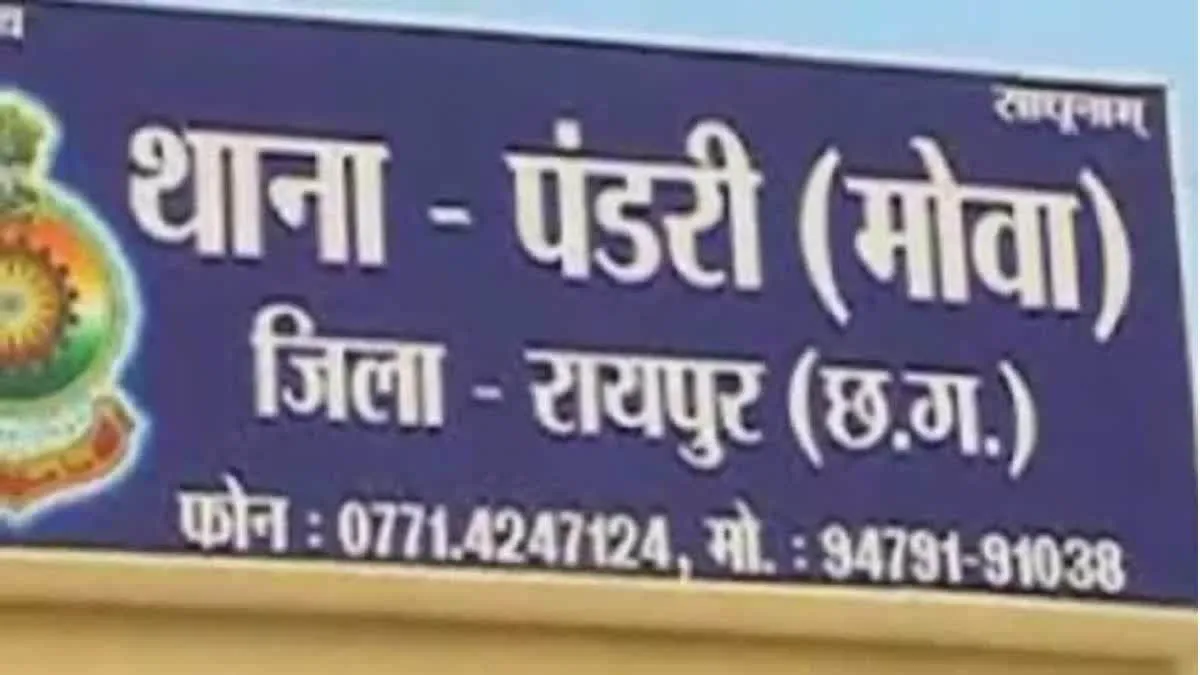 साधूनाम्
थाना - पंडरी (मोवा)
जिला - रायपुर (छ.ग.)
फोन : 0771.4247124, मो. : 94791-91038